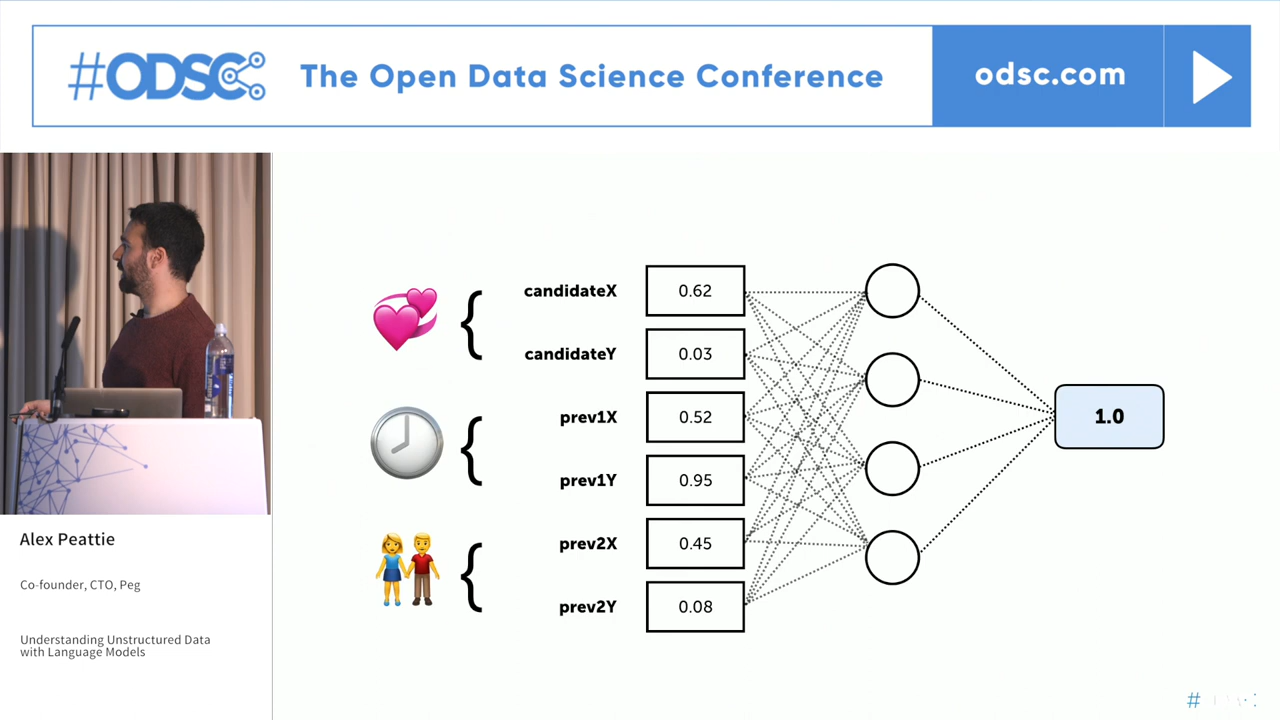 #ODSC
The Open Data Science Conference
odsc.com
candidateX
0.62
candidateY
0.03
prev1X
0.52
prev1Y
0.95
prev2X
0.45
prev2Y
0.08
1.0
Alex Peattie
Co-founder, CTO, Peg
Understanding Unstructured Data
with Language Models
#